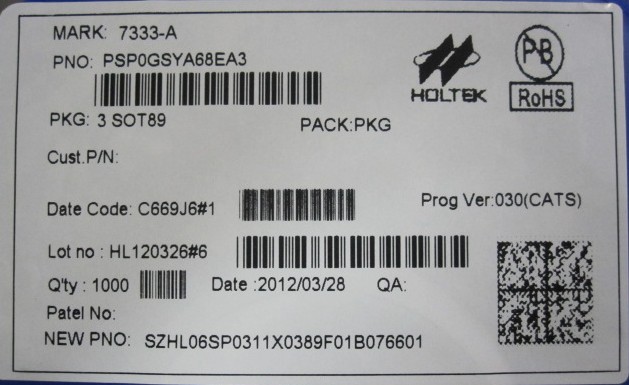 MARK: 7333-A
PNO: PSP0GSYA68EA3
PB
HOLTEK
RoHS
PKG: 3 SOT89
PACK:PKG
Cust.P/N:
Date Code: C669J6#1
Prog Ver:030(CATS)
Lot no : HL120326#6
Q'ty : 1000
Date :2012/03/28
QA:
Patel No:
NEW PNO: SZHL06SP0311X0389F01B076601